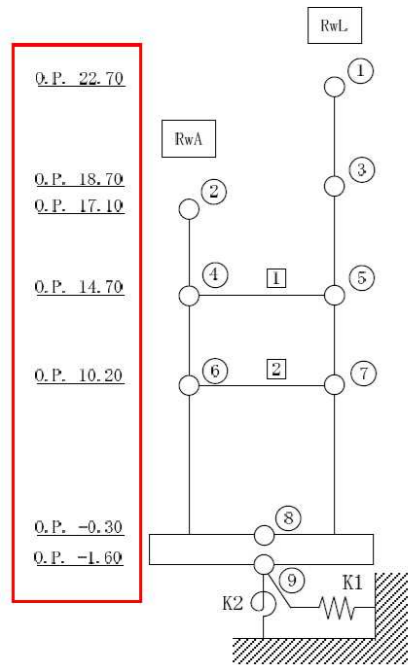 RwL
①
O.P. 22.70
RwA
③
O.P. 18.70
②
O.P. 17.10
④
1
⑤
O.P. 14.70
⑥
2
⑦
O.P. 10.20
⑧
O.P. -0.30
O.P. -1.60
⑨
K1
K2